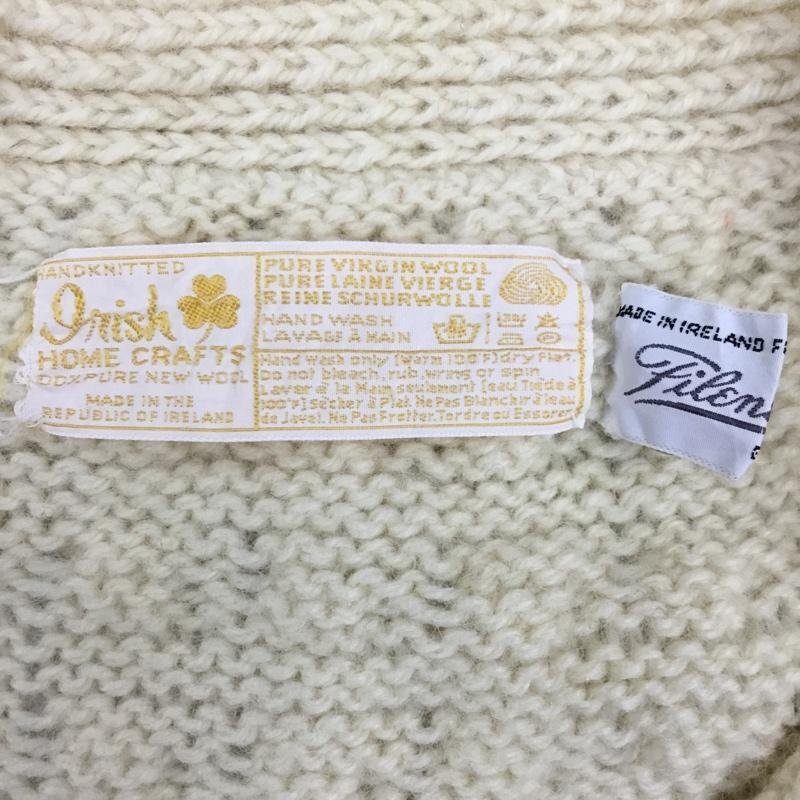 HANDKNITTED
Irish
HOME CRAFTS
100% PURE NEW WOOL
MADE IN THE
REPUBLIC OF IRELAND
PURE VIRGIN WOOL
PURE LAINE VIERGE
REINE SCHURWOLLE
HAND WASH
LAVAGE À MAIN
Hand wash only. (Warm 100°F) dry Flat.
Do not bleach, rub, wring or spin
Laver à la Main seulement (eau Tiède à
100°F) Sécher à Plat. Ne Pas Blanchir à leau
de Javel. Ne Pas Frotter. Tordre ou Essorer
MADE IN IRELAND F
Filen